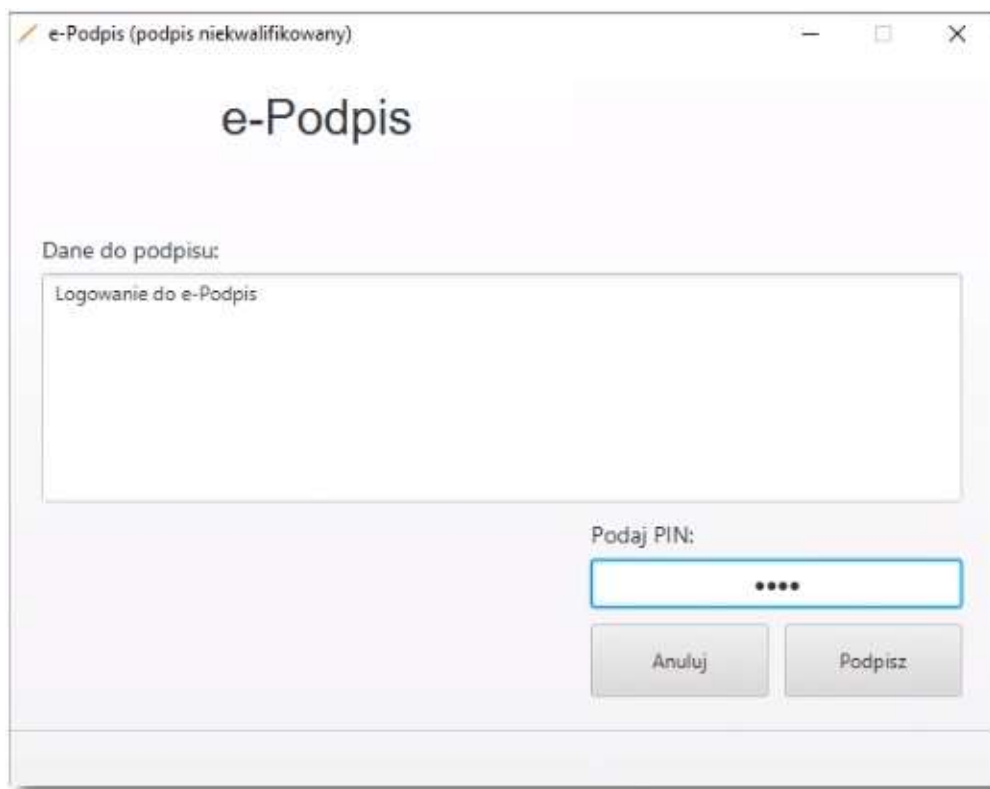 e-Podpis (podpis niekwalifikowany)
e-Podpis
Dane do podpisu:
Logowanie do e-Podpis
Podaj PIN:
••••
Anuluj
Podpisz